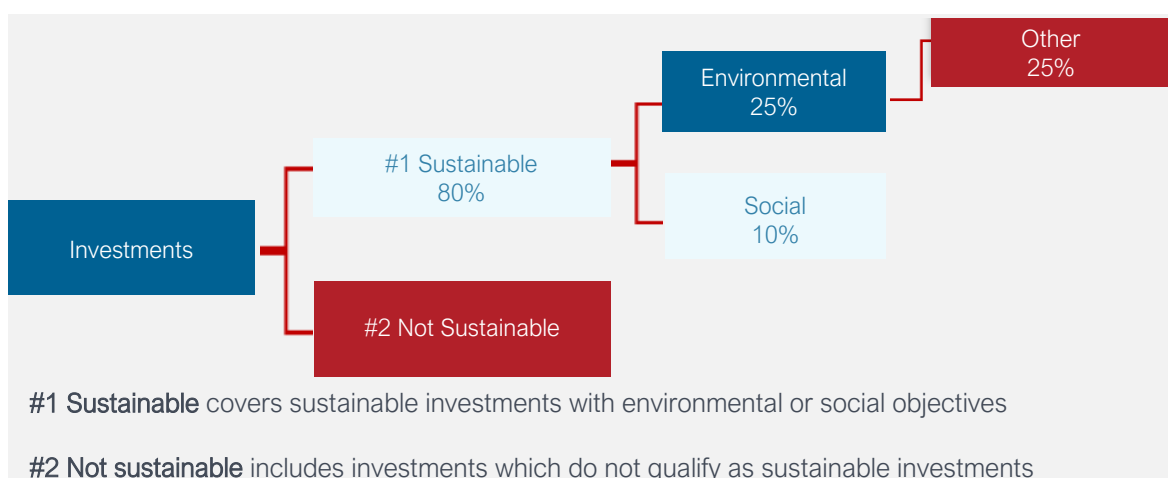 Other
25%
Environmental
25%
#1 Sustainable
80%
Social
10%
Investments
#2 Not Sustainable
#1 Sustainable covers sustainable investments with environmental or social objectives
#2 Not sustainable includes investments which do not qualify as sustainable investments